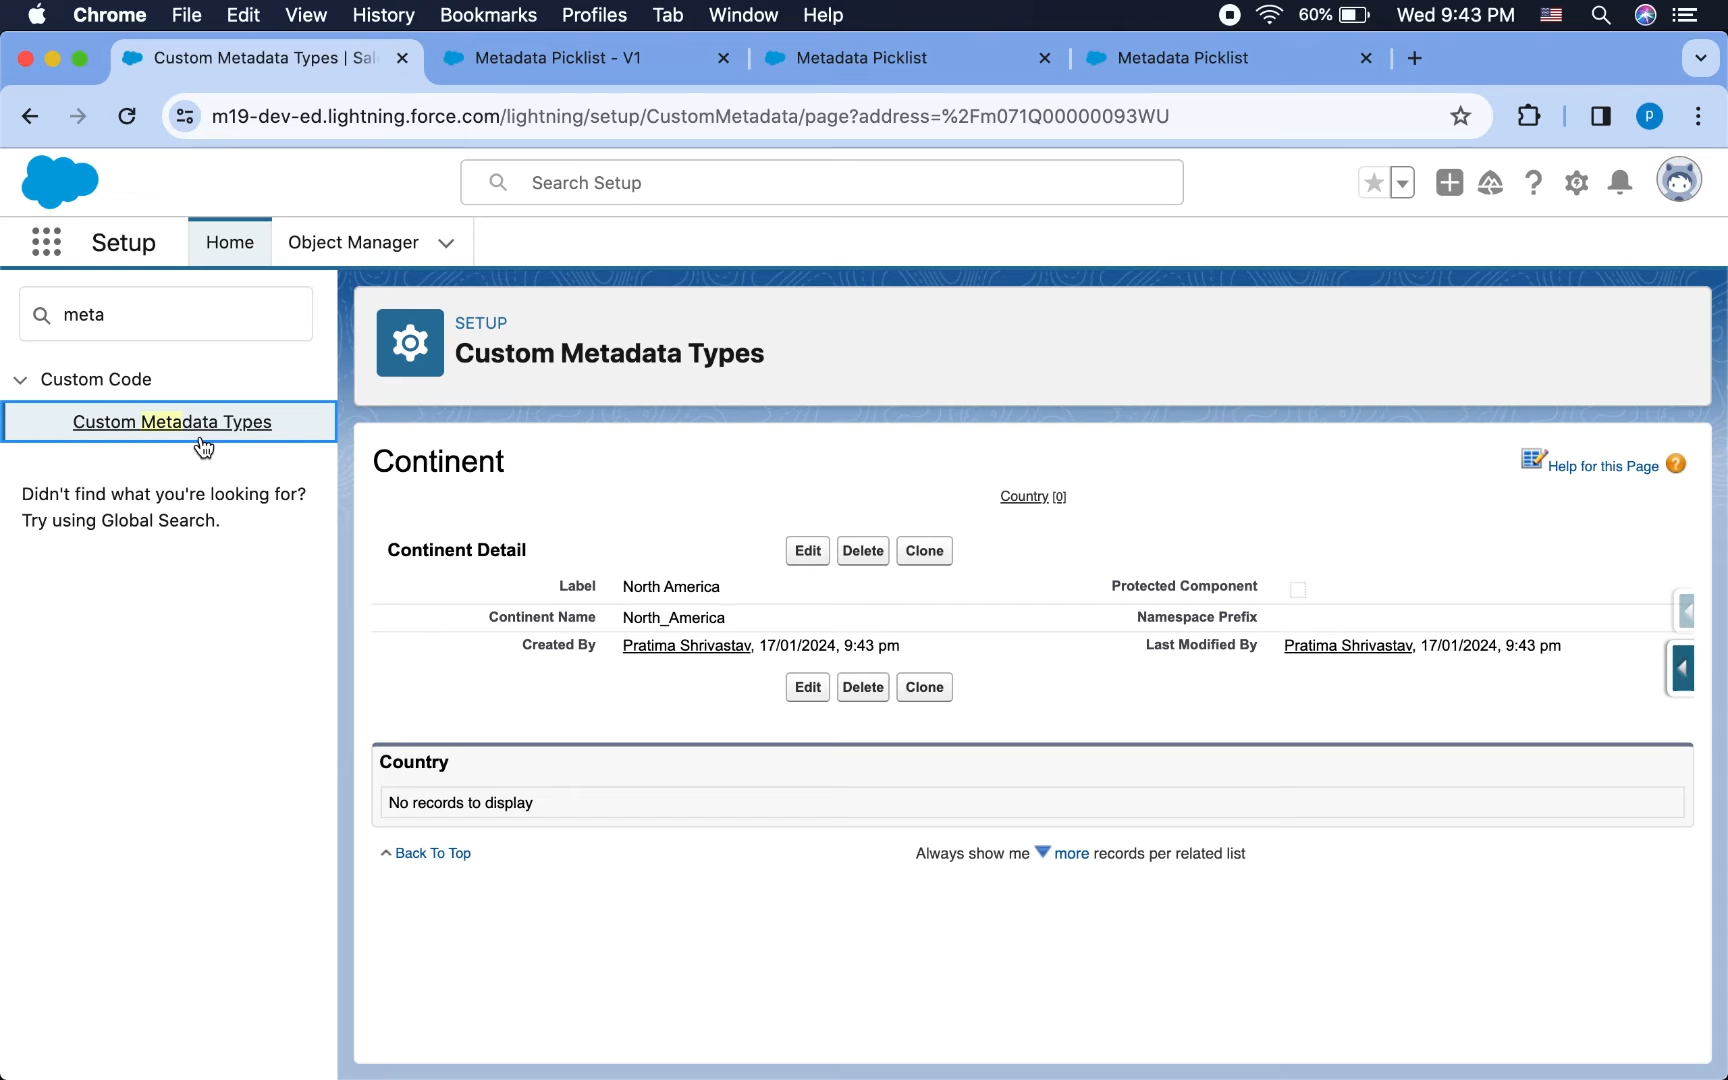 Chrome File Edit View History Bookmarks Profiles Tab Window Help 60% Wed 9:43 PM
Custom Metadata Types | Sal Metadata Picklist - V1 Metadata Picklist Metadata Picklist
m19-dev-ed.lightning.force.com/lightning/setup/CustomMetadata/page?address=%2Fm071Q00000093WU P
Search Setup
Setup Home Object Manager
meta
Custom Code
Custom Metadata Types
Didn't find what you're looking for?
Try using Global Search.
SETUP
Custom Metadata Types
Continent
Help for this Page ?
Country [0]
Continent Detail Edit Delete Clone
Label North America Protected Component
Continent Name North_America Namespace Prefix
Created By Pratima Shrivastav, 17/01/2024, 9:43 pm Last Modified By Pratima Shrivastav, 17/01/2024, 9:43 pm
Edit Delete Clone
Country
No records to display
Back To Top Always show me more records per related list